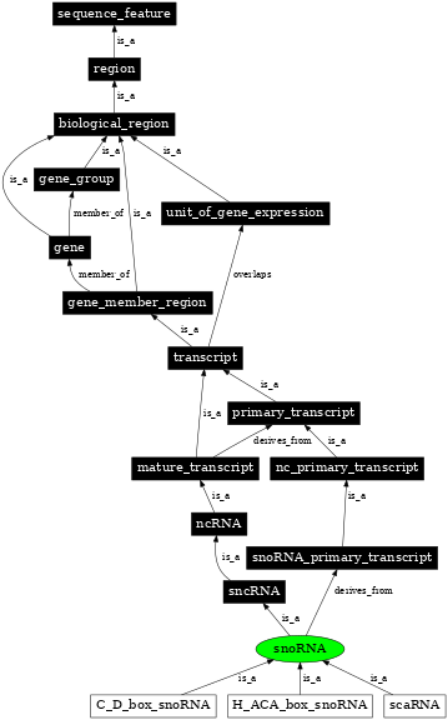 sequence_feature
is_a
region
is_a
biological_region
is_a
is_a
gene_group
is_a
member_of
is_a
unit_of_gene_expression
gene
member_of
overlaps
gene_member_region
is_a
transcript
is_a
primary_transcript
is_a
derives_from
is_a
mature_transcript
nc_primary_transcript
is_a
is_a
ncRNA
is_a
snoRNA_primary_transcript
sncRNA
derives_from
is_a
snoRNA
is_a
is_a
is_a
C_D_box_snoRNA
H_ACA_box_snoRNA
scaRNA